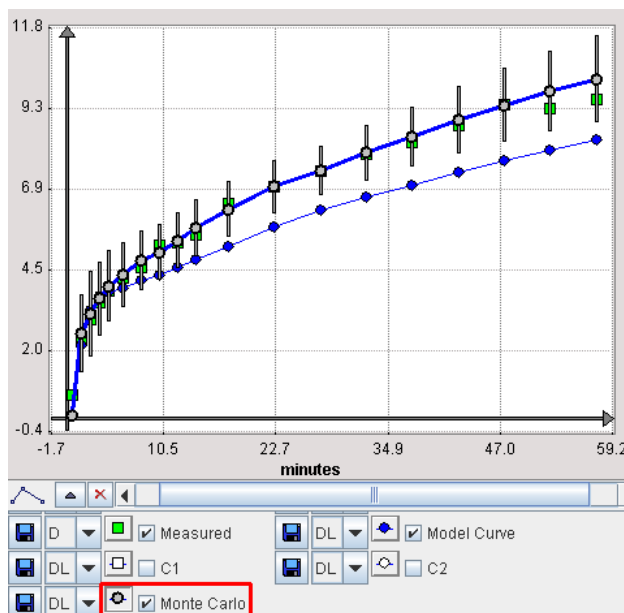 11.8
9.3
6.9
4.5
2.0
-0.4
-1.7 10.5 22.7 34.9 47.0 59.2
minutes
D Measured DL Model Curve
DL C1 DL C2
DL Monte Carlo